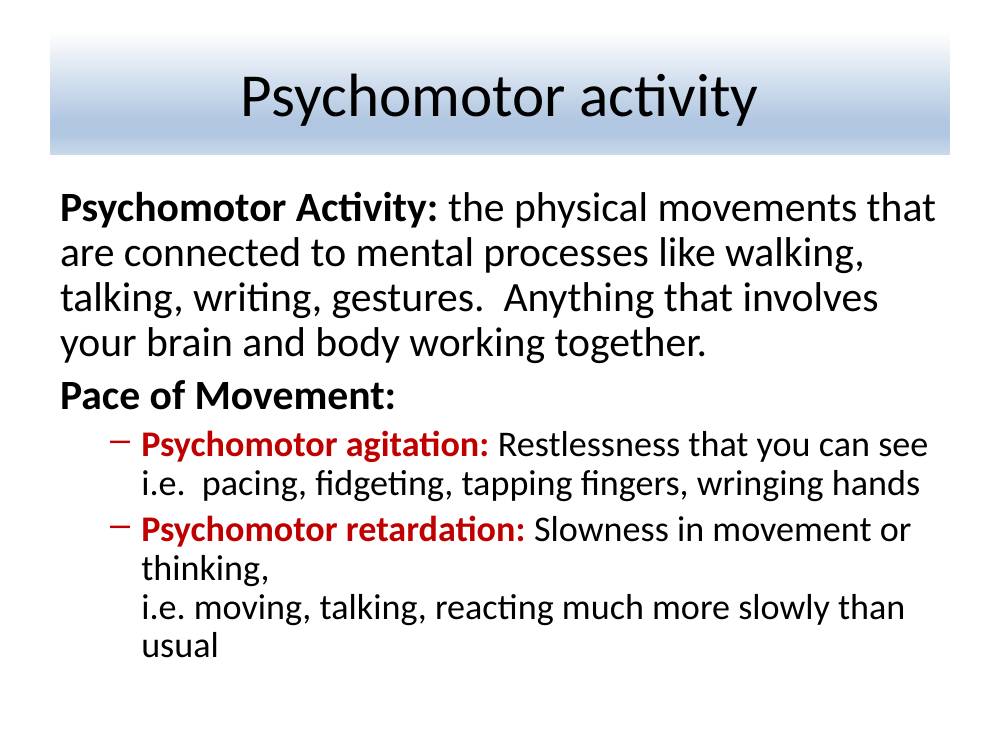 Psychomotor activity
Psychomotor Activity: the physical movements that
are connected to mental processes like walking,
talking, writing, gestures.  Anything that involves
your brain and body working together.
Pace of Movement:
– Psychomotor agitation: Restlessness that you can see
i.e.  pacing, fidgeting, tapping fingers, wringing hands
– Psychomotor retardation: Slowness in movement or
thinking,
i.e. moving, talking, reacting much more slowly than
usual